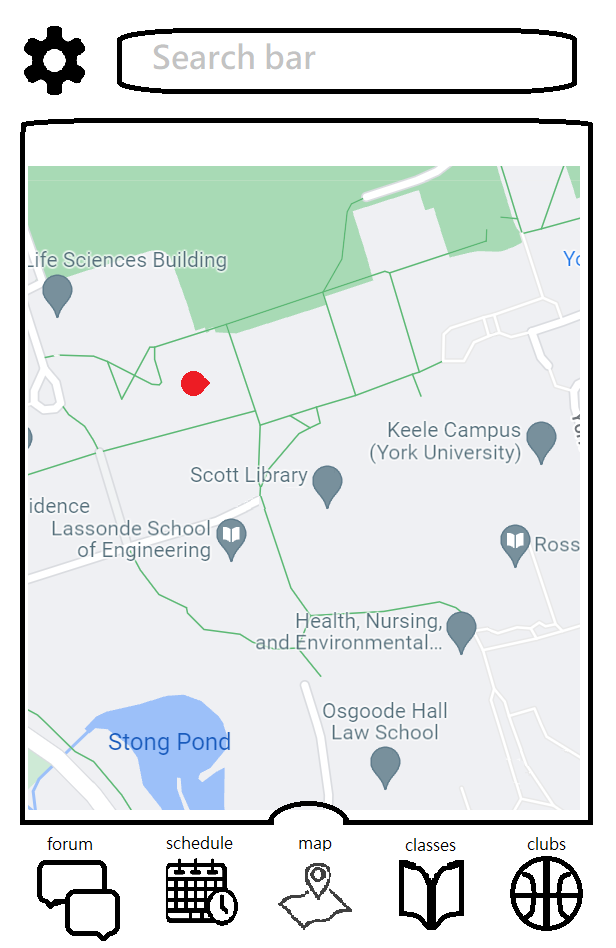 Search bar
Life Sciences Building
Yo
Keele Campus
(York University)
Scott Library
idence
Lassonde School
of Engineering
Ross
Health, Nursing,
and Environmental...
Osgoode Hall
Law School
Stong Pond
forum
schedule
map
classes
clubs